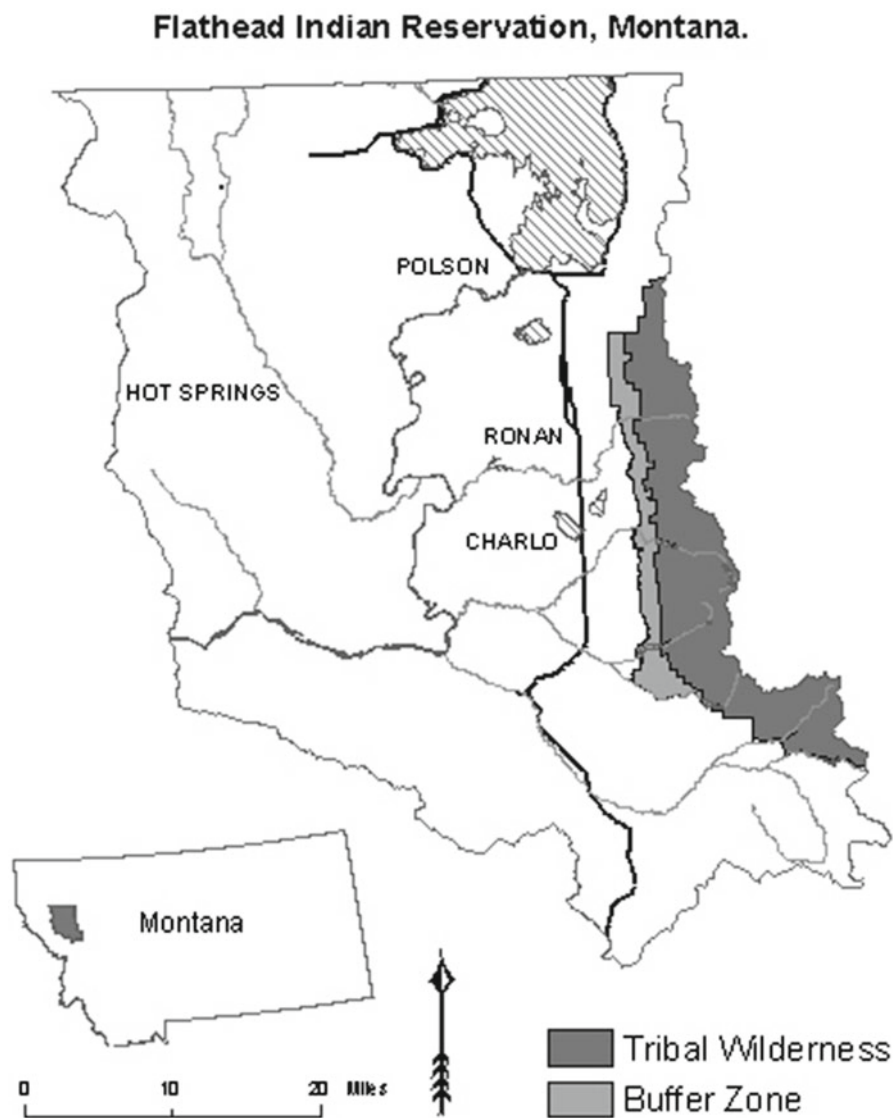 Flathead Indian Reservation, Montana.
POLSON
HOT SPRINGS
RONAN
CHARLO
Montana
Tribal Wilderness
0 10 20 Miles
Buffer Zone